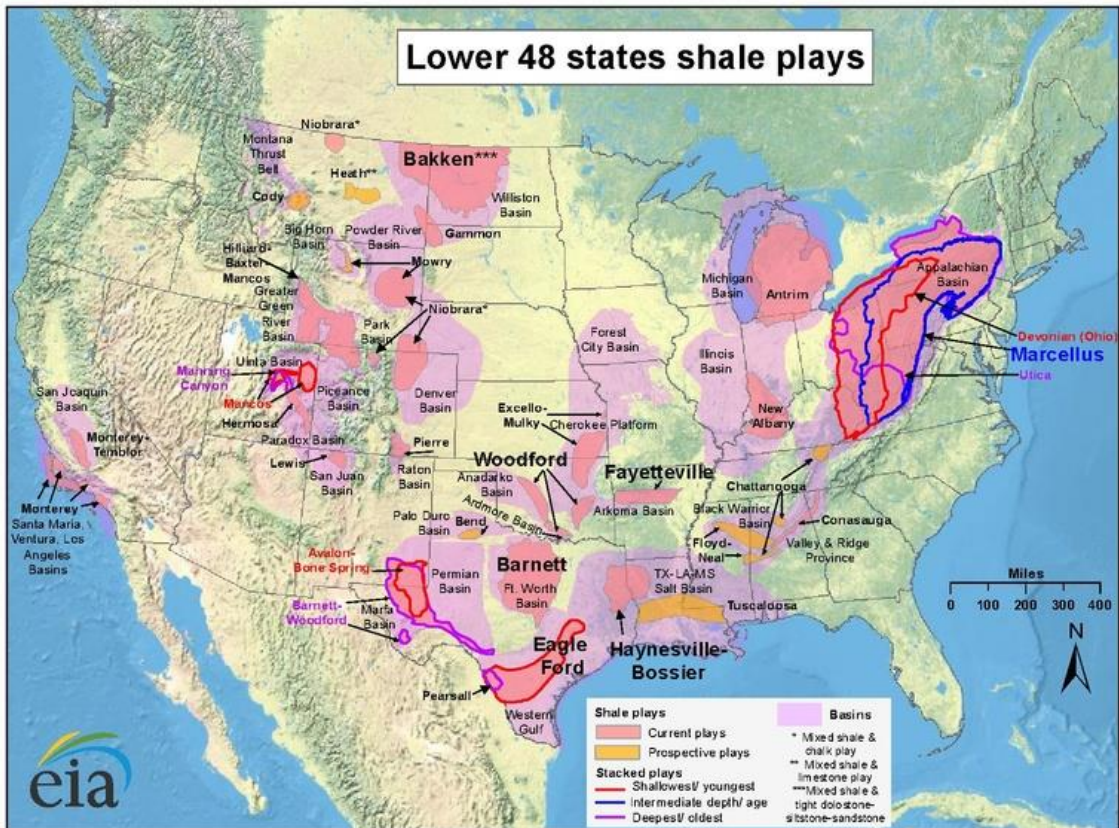 Lower 48 states shale plays
Niobrara*
Montana
Thrust
Belt
Bakken***
Heath**
Cody
Williston
Basin
Big Horn
Basin
Powder River
Basin
Gammon
Hilliard-
Baxter-
Mancos
Mowry
Greater
Green
River
Basin
Niobrara*
Park
Basin
Michigan
Basin
Antrim
Appalachian
Basin
Devonian (Ohio)
Marcellus
Utica
Forest
City Basin
Illinois
Basin
Uinta Basin
Manning
Canyon
Mancos
Piceance
Basin
Denver
Basin
San Joaquin
Basin
Hermosa
Paradox Basin
Excello-
Mulky
Cherokee Platform
New
Albany
Monterey-
Temblor
Lewis
San Juan
Basin
Pierre
Raton
Basin
Woodford
Anadarko
Basin
Fayetteville
Arkoma Basin
Chattanooga
Black Warrior
Basin
Conasauga
Monterey
Santa Maria,
Ventura, Los
Angeles
Basins
Palo Duro
Basin
Bend
Ardmore Basin
Floyd-
Neal
Valley & Ridge
Province
Avalon-
Bone Spring
Permian
Basin
Barnett
Ft. Worth
Basin
TX-LA-MS
Salt Basin
Tuscaloosa
Barnett-
Woodford
Marfa
Basin
Eagle
Ford
Haynesville-
Bossier
Pearsall
Western
Gulf
Miles
0 100 200 300 400
N
Shale plays
Current plays
Prospective plays
Stacked plays
Shallowest/ youngest
Intermediate depth/ age
Deepest/ oldest
Basins
* Mixed shale &
chalk play
** Mixed shale &
limestone play
***Mixed shale &
tight dolostone-
siltstone-sandstone
eia